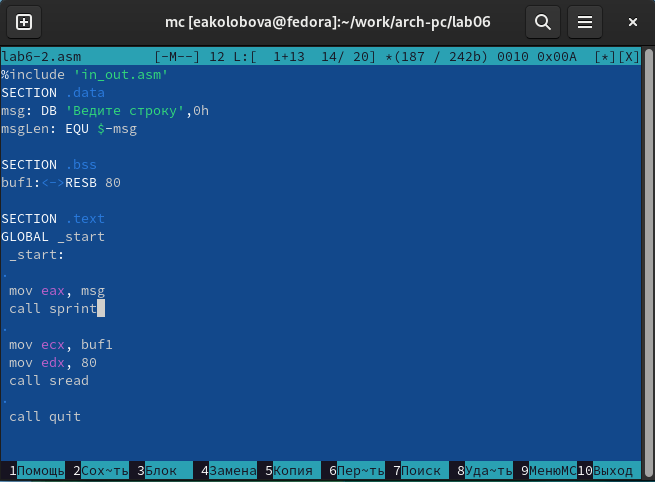 mc [eakolobova@fedora]:~/work/arch-pc/lab06
lab6-2.asm [-M--] 12 L:[ 1+13 14/ 20] *(187 / 242b) 0010 0x00A [*][X]
%include 'in_out.asm'
SECTION .data
msg: DB 'Ведите строку',0h
msgLen: EQU $-msg
SECTION .bss
buf1:<->RESB 80
SECTION .text
GLOBAL _start
_start:
.
mov eax, msg
call sprint
.
mov ecx, buf1
mov edx, 80
call sread
.
call quit
1Помощь 2Сох~ть 3Блок 4Замена 5Копия 6Пер~ть 7Поиск 8Уда~ть 9МенюMC 10Выход